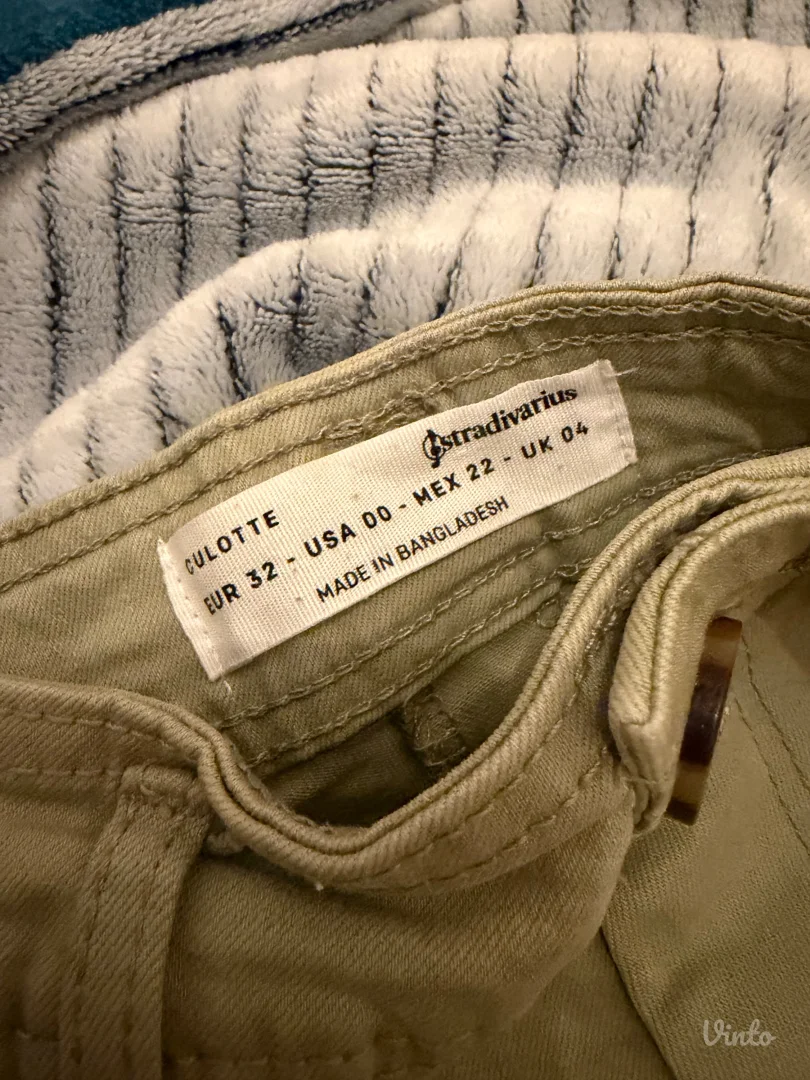 stradivarius
CULOTTE
EUR 32 - USA 00 - MEX 22 - UK 04
MADE IN BANGLADESH
Vinto